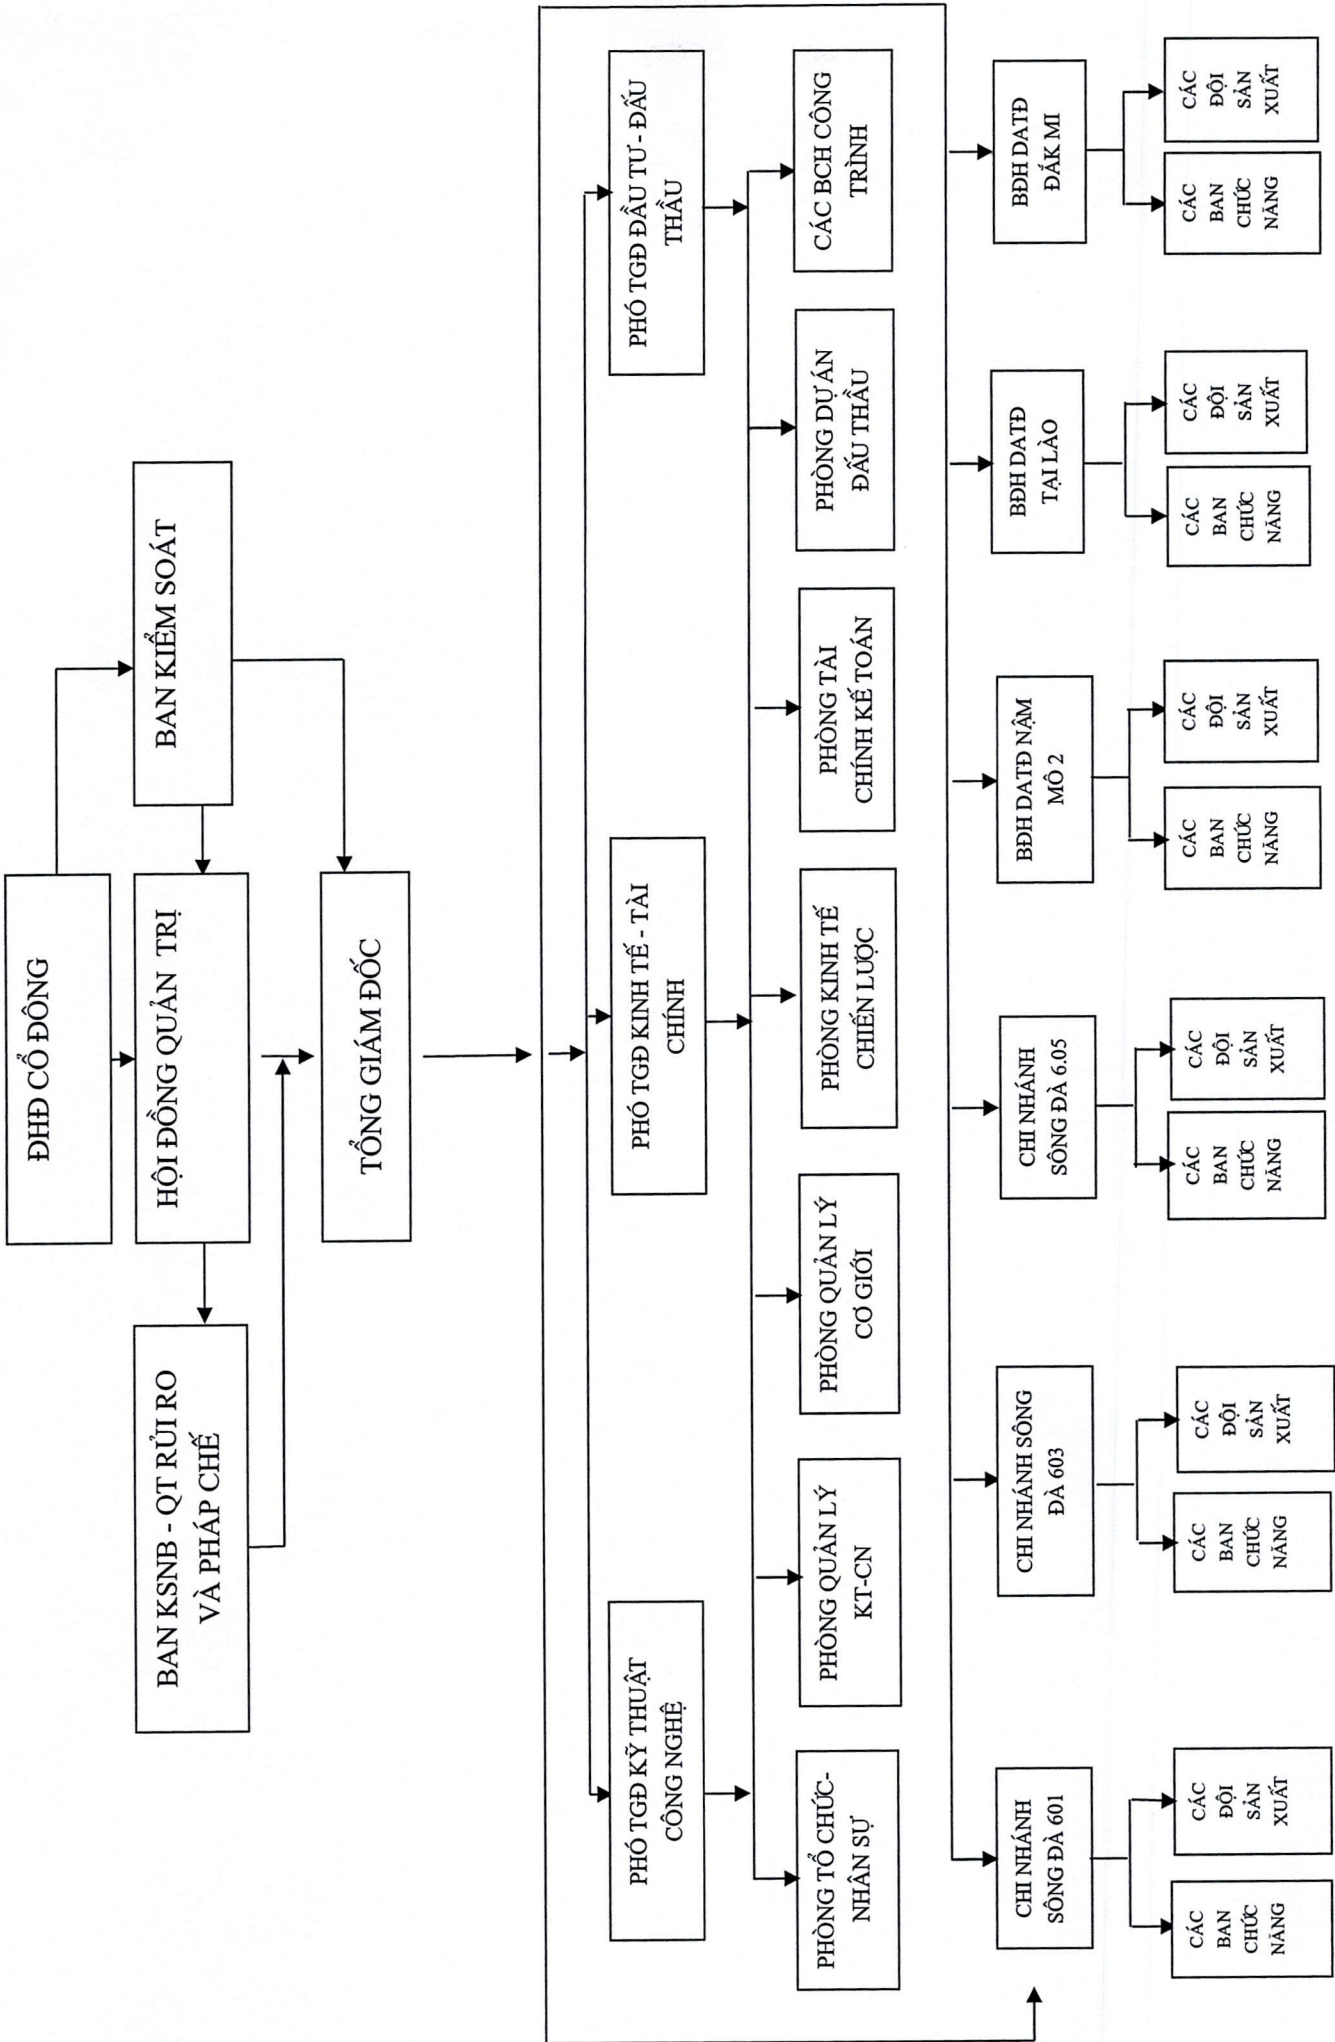 ĐHĐ CỔ ĐÔNG
BAN KIỂM SOÁT
HỘI ĐỒNG QUẢN TRỊ
BAN KSNB - QT RỦI RO
VÀ PHÁP CHẾ
TỔNG GIÁM ĐỐC
PHÓ TGĐ KỸ THUẬT
CÔNG NGHỆ
PHÓ TGĐ KINH TẾ - TÀI
CHÍNH
PHÓ TGĐ ĐẦU TƯ - ĐẤU
THẦU
PHÒNG TỔ CHỨC-
NHÂN SỰ
PHÒNG QUẢN LÝ
KT-CN
PHÒNG QUẢN LÝ
CƠ GIỚI
PHÒNG KINH TẾ
CHIẾN LƯỢC
PHÒNG TÀI
CHÍNH KẾ TOÁN
PHÒNG DỰ ÁN
ĐẤU THẦU
CÁC BCH CÔNG
TRÌNH
CHI NHÁNH
SÔNG ĐÀ 601
CHI NHÁNH SÔNG
ĐÀ 603
CHI NHÁNH
SÔNG ĐÀ 6.05
BĐH DATĐ NẬM
MÔ 2
BĐH DATĐ
TẠI LÀO
BĐH DATĐ
ĐẮK MI
CÁC
BAN
CHỨC
NĂNG
CÁC
ĐỘI
SẢN
XUẤT
CÁC
BAN
CHỨC
NĂNG
CÁC
ĐỘI
SẢN
XUẤT
CÁC
BAN
CHỨC
NĂNG
CÁC
ĐỘI
SẢN
XUẤT
CÁC
BAN
CHỨC
NĂNG
CÁC
ĐỘI
SẢN
XUẤT
CÁC
BAN
CHỨC
NĂNG
CÁC
ĐỘI
SẢN
XUẤT
CÁC
BAN
CHỨC
NĂNG
CÁC
ĐỘI
SẢN
XUẤT